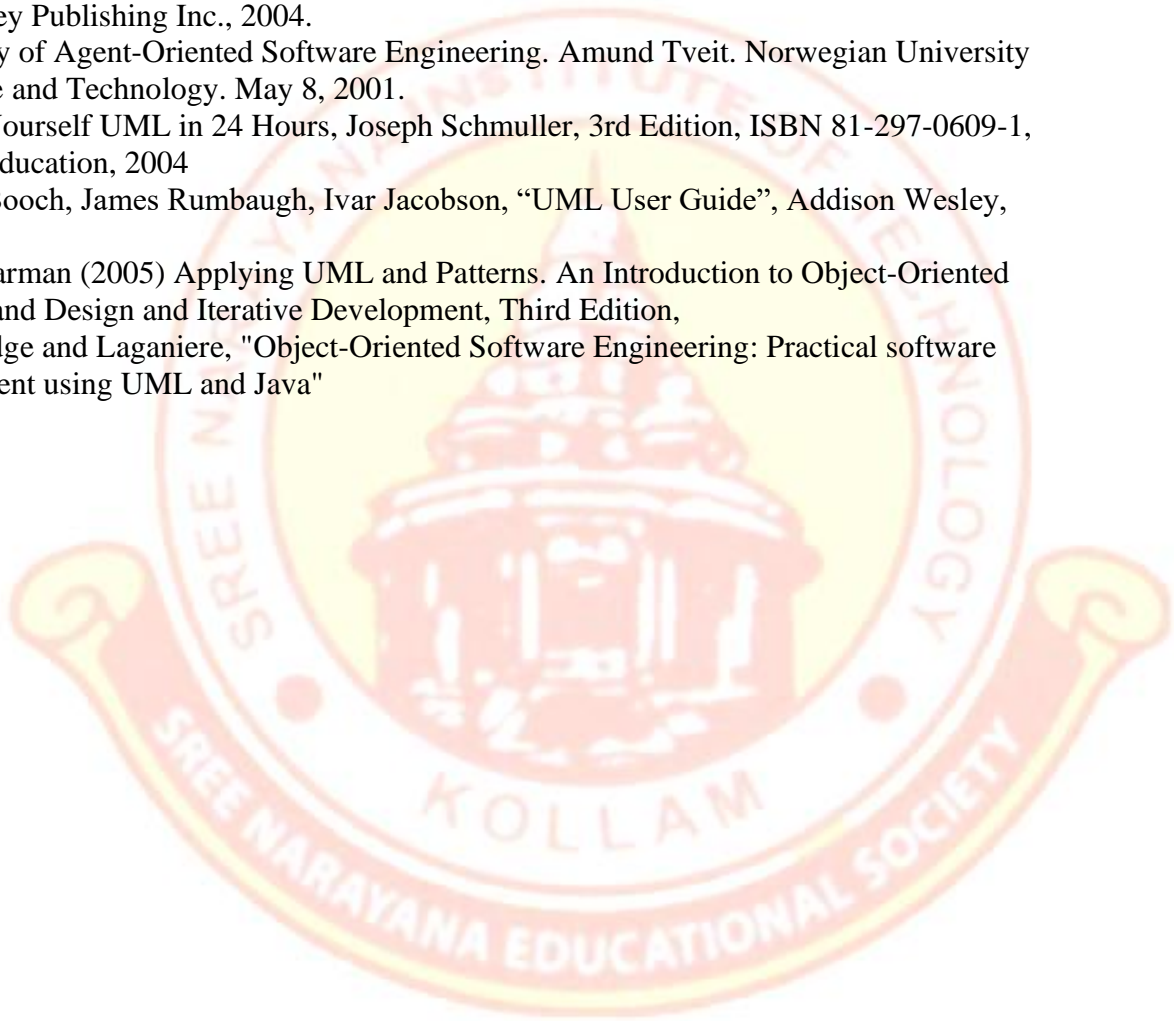 ey Publishing Inc., 2004.
y of Agent-Oriented Software Engineering. Amund Tveit. Norwegian University
e and Technology. May 8, 2001.
Yourself UML in 24 Hours, Joseph Schmuller, 3rd Edition, ISBN 81-297-0609-1,
ducation, 2004
Booch, James Rumbaugh, Ivar Jacobson, “UML User Guide”, Addison Wesley,
arman (2005) Applying UML and Patterns. An Introduction to Object-Oriented
and Design and Iterative Development, Third Edition,
dge and Laganiere, "Object-Oriented Software Engineering: Practical software
ent using UML and Java"
SREE NARAYANA INSTITUTE OF TECHNOLOGY
KOLLAM
SREE NARAYANA EDUCATIONAL SOCIETY